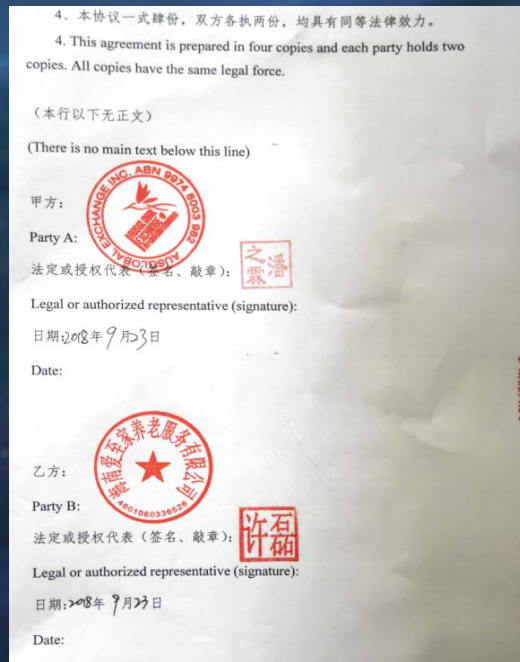 4、本协议一式肆份，双方各执两份，均具有同等法律效力。
4. This agreement is prepared in four copies and each party holds two
copies. All copies have the same legal force.
（本行以下无正文）
(There is no main text below this line)
AUSGLOBAL EXCHANGE INC. ABN 9974 8003 982
甲方：
Party A:
法定或授权代表（签名、敲章）：
之霖
潘
Legal or authorized representative (signature):
日期:2018年9月23日
Date:
海南爱至家养老服务有限公司
4601060336526
乙方：
Party B:
法定或授权代表（签名、敲章）：
许磊
Legal or authorized representative (signature):
日期:2018年9月23日
Date: